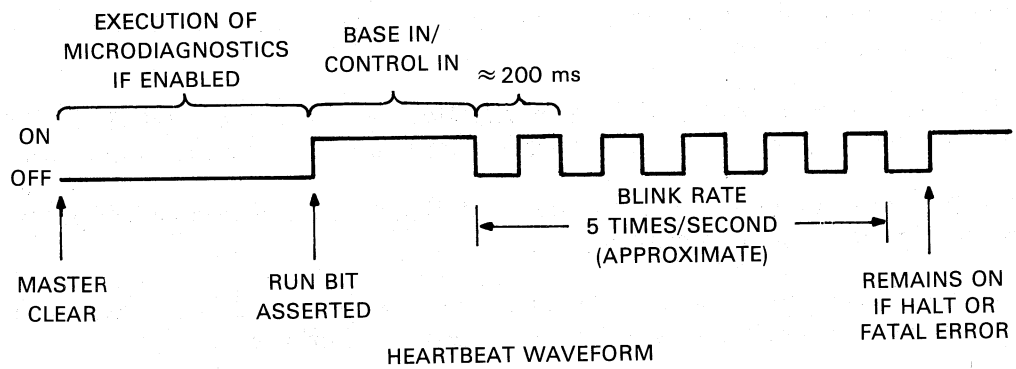 EXECUTION OF
MICRODIAGNOSTICS
IF ENABLED
BASE IN/
CONTROL IN
≈ 200 ms
ON
OFF
BLINK RATE
5 TIMES/SECOND
(APPROXIMATE)
MASTER
CLEAR
RUN BIT
ASSERTED
REMAINS ON
IF HALT OR
FATAL ERROR
HEARTBEAT WAVEFORM